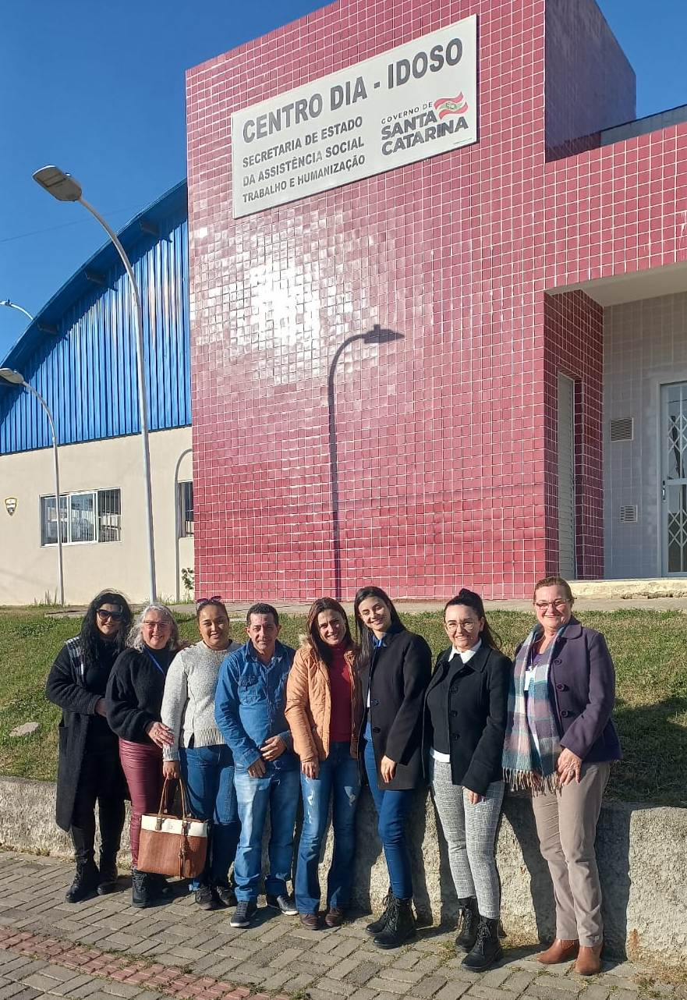 CENTRO DIA - IDOSO
SECRETARIA DE ESTADO
DA ASSISTÊNCIA SOCIAL
TRABALHO E HUMANIZAÇÃO
GOVERNO DE
SANTA
CATARINA